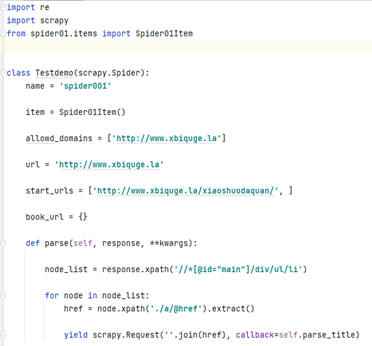 import re
import scrapy
from spider01.items import Spider01Item
class Testdemo(scrapy.Spider):
name = 'spider001'
item = Spider01Item()
allowd_domains = ['http://www.xbiquge.la']
url = 'http://www.xbiquge.la'
start_urls = ['http://www.xbiquge.la/xiaoshuodaquan/', ]
book_url = {}
def parse(self, response, **kwargs):
node_list = response.xpath('//*[@id="main"]/div/ul/li')
for node in node_list:
href = node.xpath('./a/@href').extract()
yield scrapy.Request(''.join(href), callback=self.parse_title)